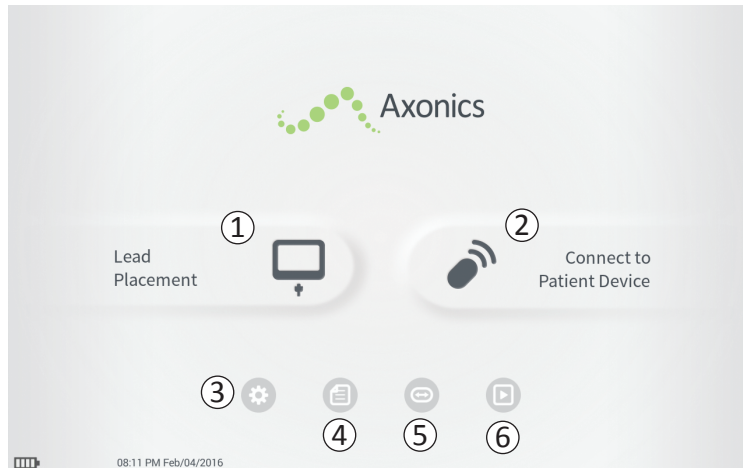 Axonics
①
②
Lead
Placement
Connect to
Patient Device
③
④
⑤
⑥
08:11 PM Feb/04/2016